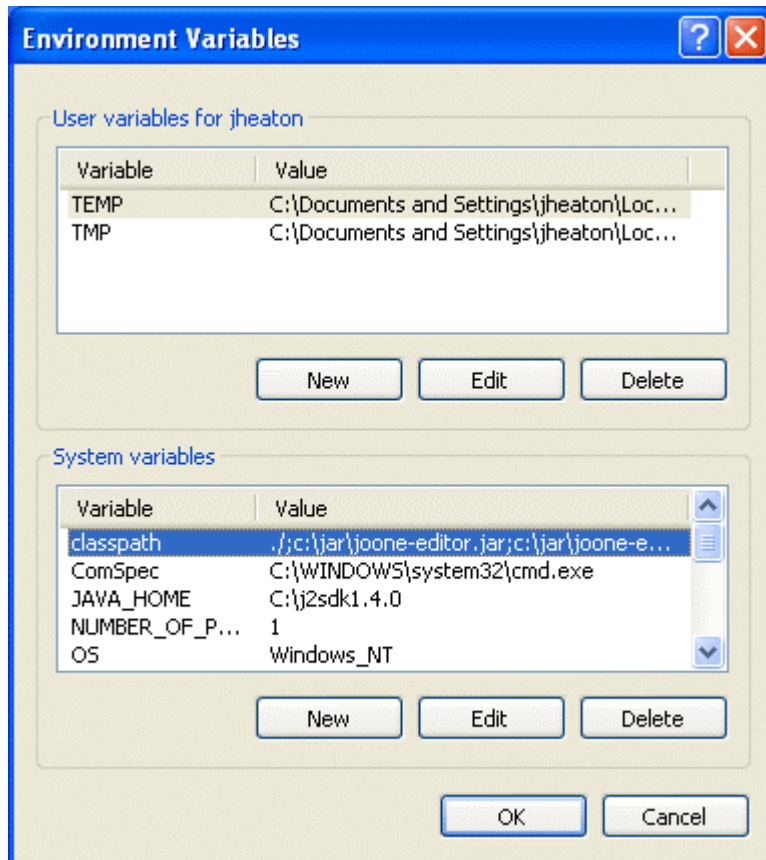 Environment Variables
User variables for jheaton
Variable Value
TEMP C:\Documents and Settings\jheaton\Loc...
TMP C:\Documents and Settings\jheaton\Loc...
New Edit Delete
System variables
Variable Value
classpath ./;c:\jar\joone-editor.jar;c:\jar\joone-e...
ComSpec C:\WINDOWS\system32\cmd.exe
JAVA_HOME C:\j2sdk1.4.0
NUMBER_OF_P... 1
OS Windows_NT
New Edit Delete
OK Cancel